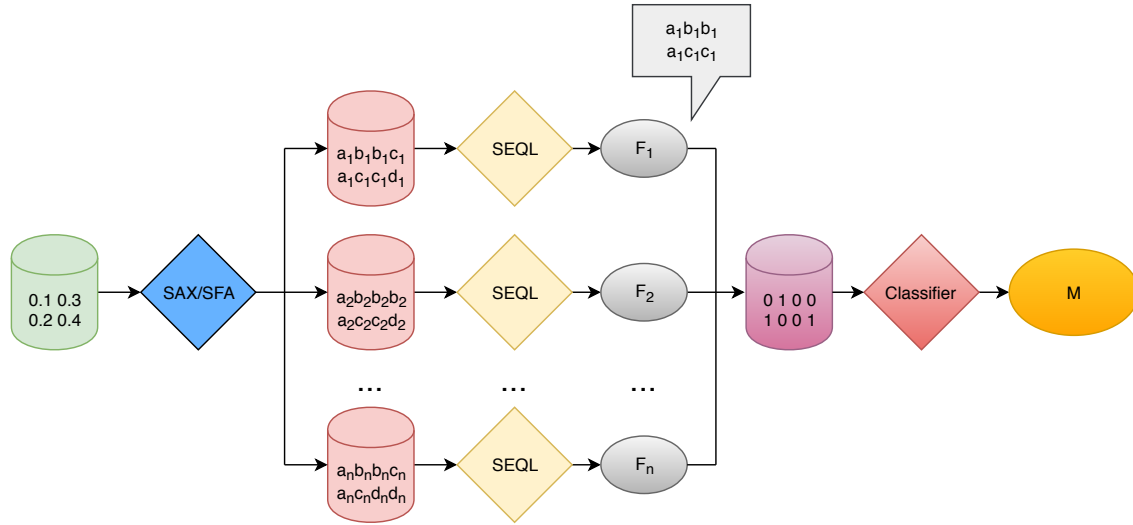 a₁b₁b₁
a₁c₁c₁
a₁b₁b₁c₁
a₁c₁c₁d₁
SEQL
F₁
0.1 0.3
0.2 0.4
SAX/SFA
a₂b₂b₂b₂
a₂c₂c₂d₂
SEQL
F₂
0 1 0 0
1 0 0 1
Classifier
M
... ... ...
aₙbₙbₙcₙ
aₙcₙdₙdₙ
SEQL
Fₙ